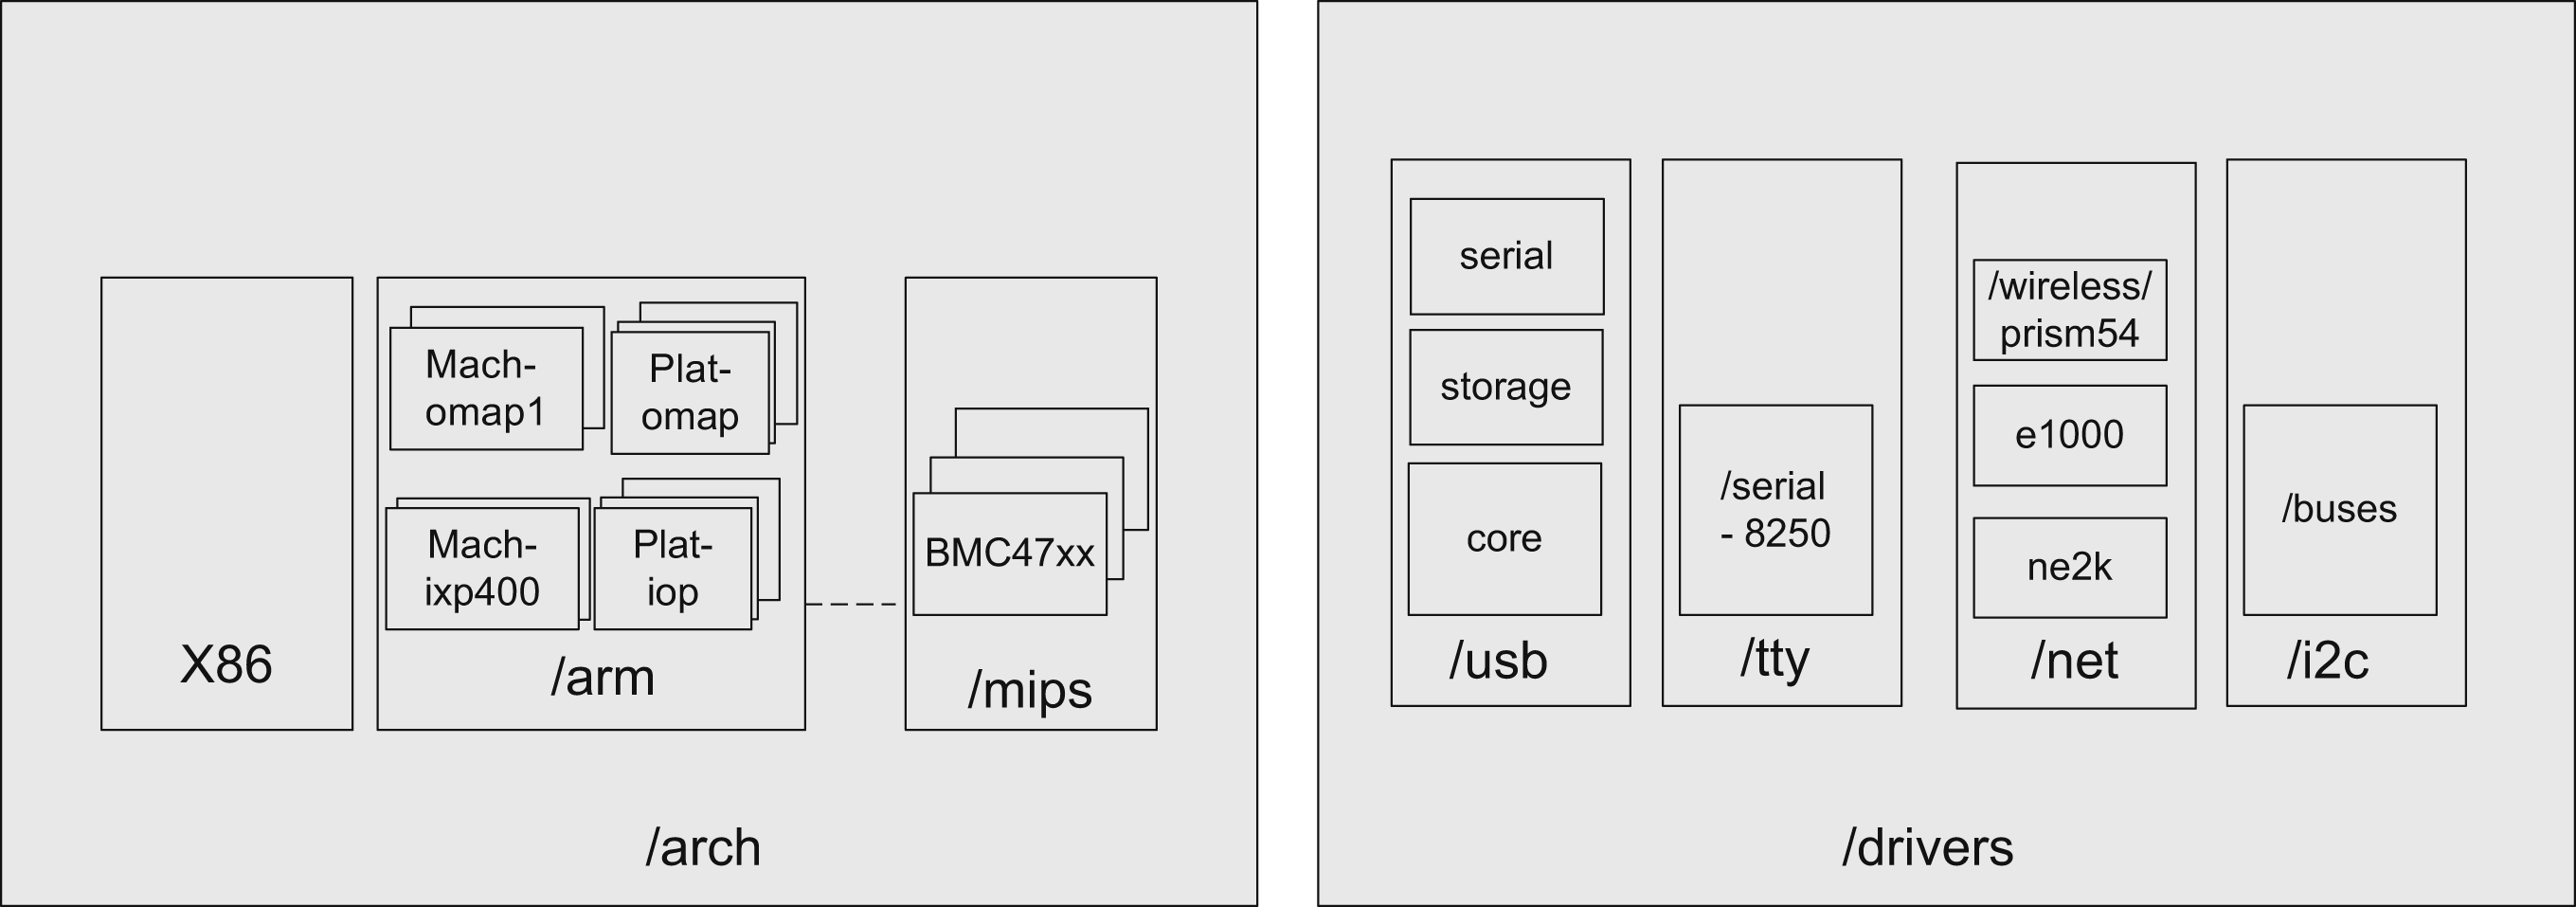 X86
Mach-
omap1
Plat-
omap
Mach-
ixp400
Plat-
iop
/arm
BMC47xx
/mips
/arch
serial
storage
core
/usb
/serial
- 8250
/tty
/wireless/
prism54
e1000
ne2k
/net
/buses
/i2c
/drivers